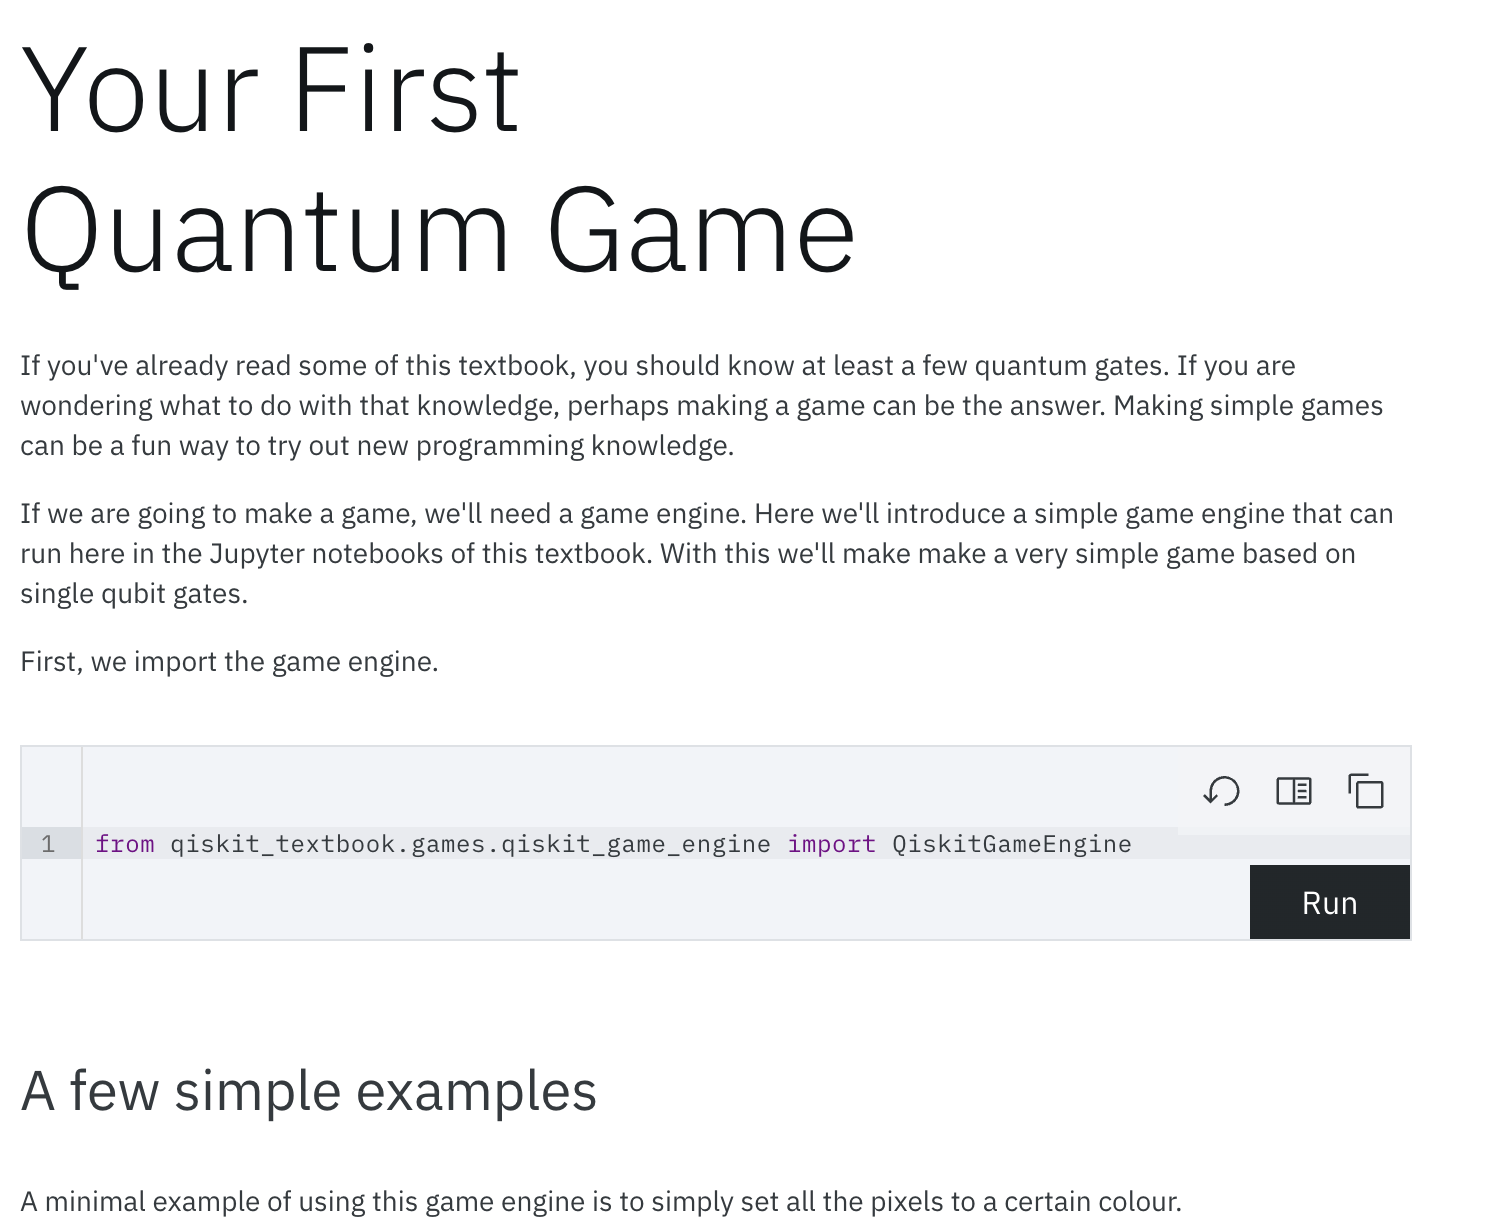 Your First
Quantum Game
If you've already read some of this textbook, you should know at least a few quantum gates. If you are
wondering what to do with that knowledge, perhaps making a game can be the answer. Making simple games
can be a fun way to try out new programming knowledge.
If we are going to make a game, we'll need a game engine. Here we'll introduce a simple game engine that can
run here in the Jupyter notebooks of this textbook. With this we'll make make a very simple game based on
single qubit gates.
First, we import the game engine.
1 from qiskit_textbook.games.qiskit_game_engine import QiskitGameEngine
Run
A few simple examples
A minimal example of using this game engine is to simply set all the pixels to a certain colour.